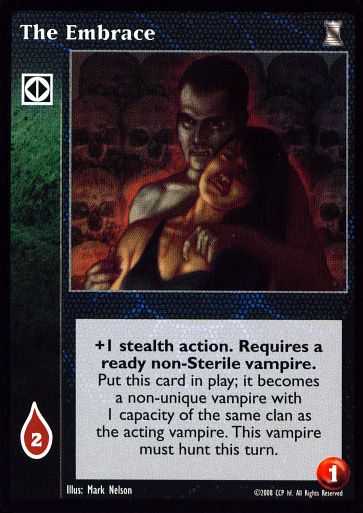 The Embrace
+1 stealth action. Requires a
ready non-Sterile vampire.
Put this card in play; it becomes
a non-unique vampire with
1 capacity of the same clan as
the acting vampire. This vampire
must hunt this turn.
2
1
Illus: Mark Nelson
©2008 CCP hf. All Rights Reserved